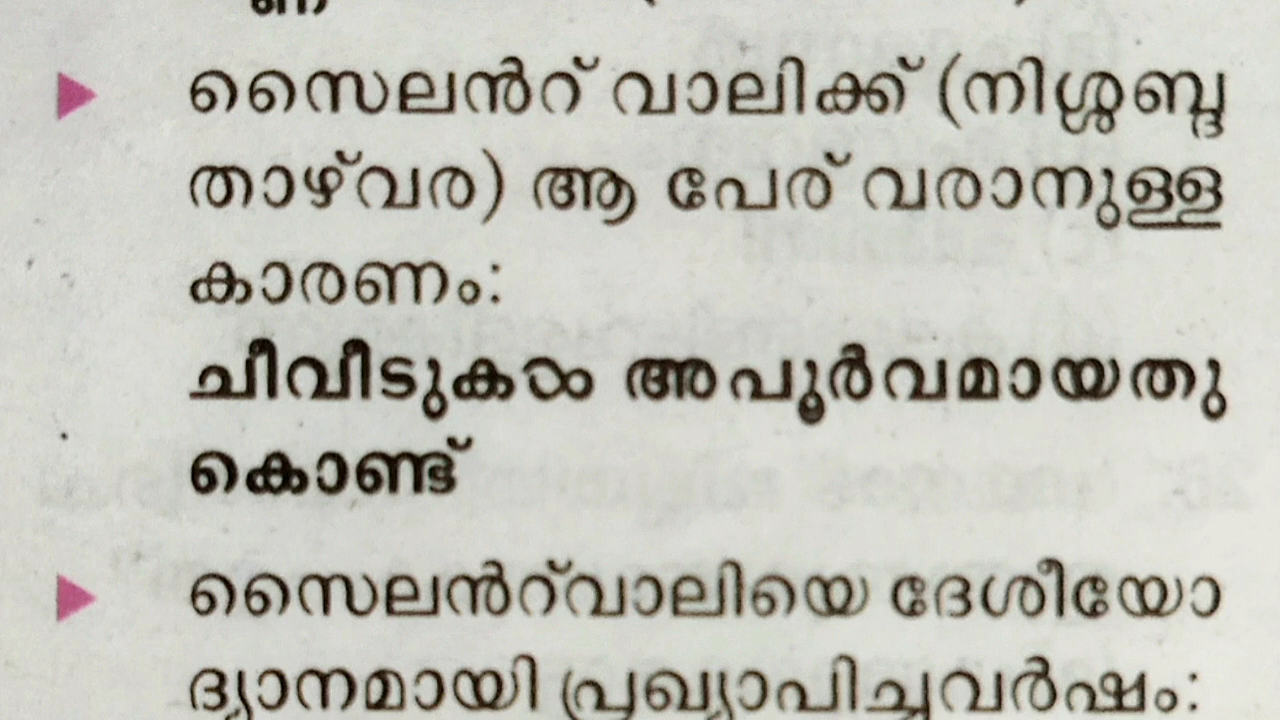 സൈലൻറ് വാലിക്ക് (നിശ്ശബ്ദ
താഴ്‌വര) ആ പേര് വരാനുള്ള
കാരണം:
ചീവീടുകൾ അപൂർവമായതു
കൊണ്ട്
സൈലൻറ്‌വാലിയെ ദേശീയോ
ദ്യാനമായി പ്രഖ്യാപിച്ചവർഷം: